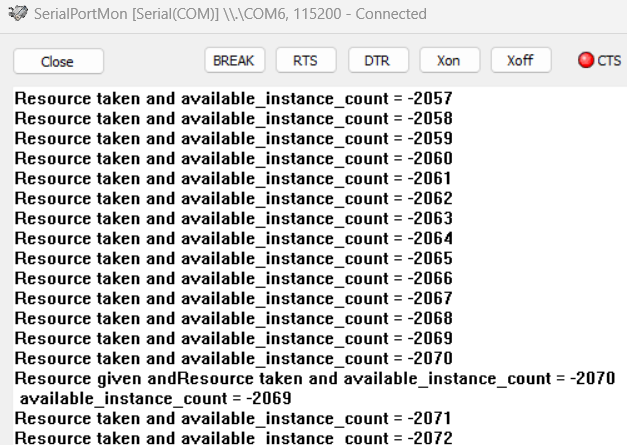 SerialPortMon [Serial(COM)] \\.\COM6, 115200 - Connected
Close BREAK RTS DTR Xon Xoff CTS
Resource taken and available_instance_count = -2057
Resource taken and available_instance_count = -2058
Resource taken and available_instance_count = -2059
Resource taken and available_instance_count = -2060
Resource taken and available_instance_count = -2061
Resource taken and available_instance_count = -2062
Resource taken and available_instance_count = -2063
Resource taken and available_instance_count = -2064
Resource taken and available_instance_count = -2065
Resource taken and available_instance_count = -2066
Resource taken and available_instance_count = -2067
Resource taken and available_instance_count = -2068
Resource taken and available_instance_count = -2069
Resource taken and available_instance_count = -2070
Resource given andResource taken and available_instance_count = -2070
available_instance_count = -2069
Resource taken and available_instance_count = -2071
Resource taken and available_instance_count = -2072